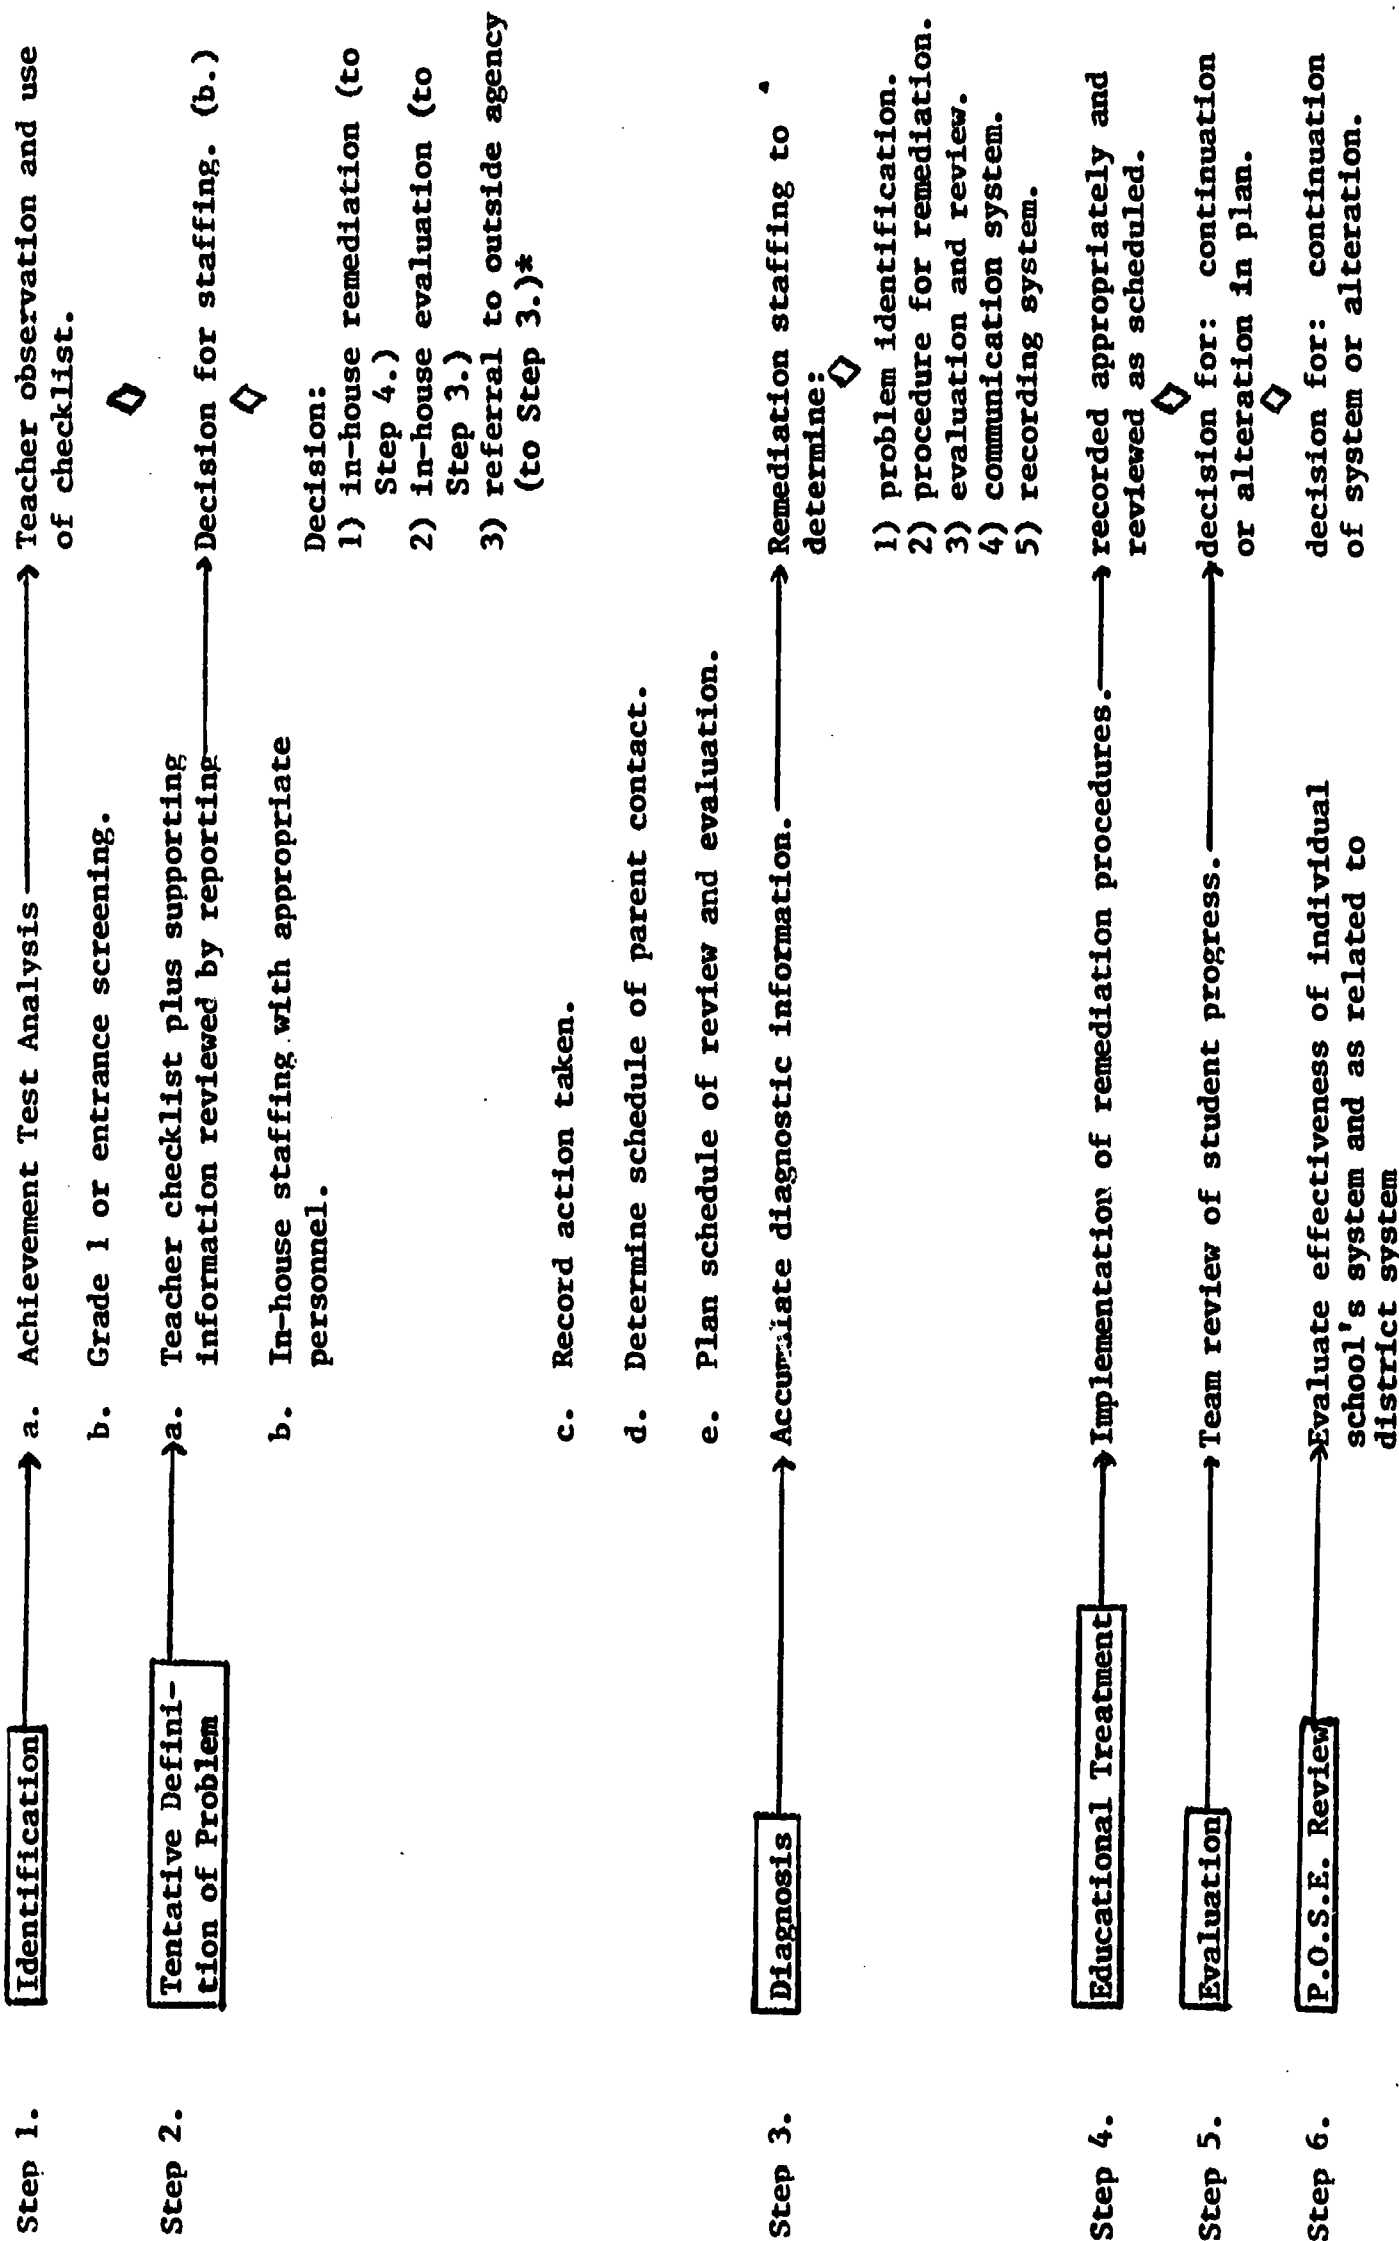 Step 1.
Identification
a. Achievement Test Analysis
Teacher observation and use
of checklist.
b. Grade 1 or entrance screening.
Step 2.
Tentative Defini-
tion of Problem
a. Teacher checklist plus supporting
information reviewed by reporting
Decision for staffing. (b.)
b. In-house staffing with appropriate
personnel.
Decision:
1) in-house remediation (to
Step 4.)
2) in-house evaluation (to
Step 3.)
3) referral to outside agency
(to Step 3.)*
c. Record action taken.
d. Determine schedule of parent contact.
e. Plan schedule of review and evaluation.
Step 3.
Diagnosis
Accumulate diagnostic information.
Remediation staffing to
determine:
1) problem identification.
2) procedure for remediation.
3) evaluation and review.
4) communication system.
5) recording system.
Step 4.
Educational Treatment
Implementation of remediation procedures.
recorded appropriately and
reviewed as scheduled.
Step 5.
Evaluation
Team review of student progress.
decision for: continuation
or alteration in plan.
Step 6.
P.O.S.E. Review
Evaluate effectiveness of individual
school's system and as related to
district system
decision for: continuation
of system or alteration.